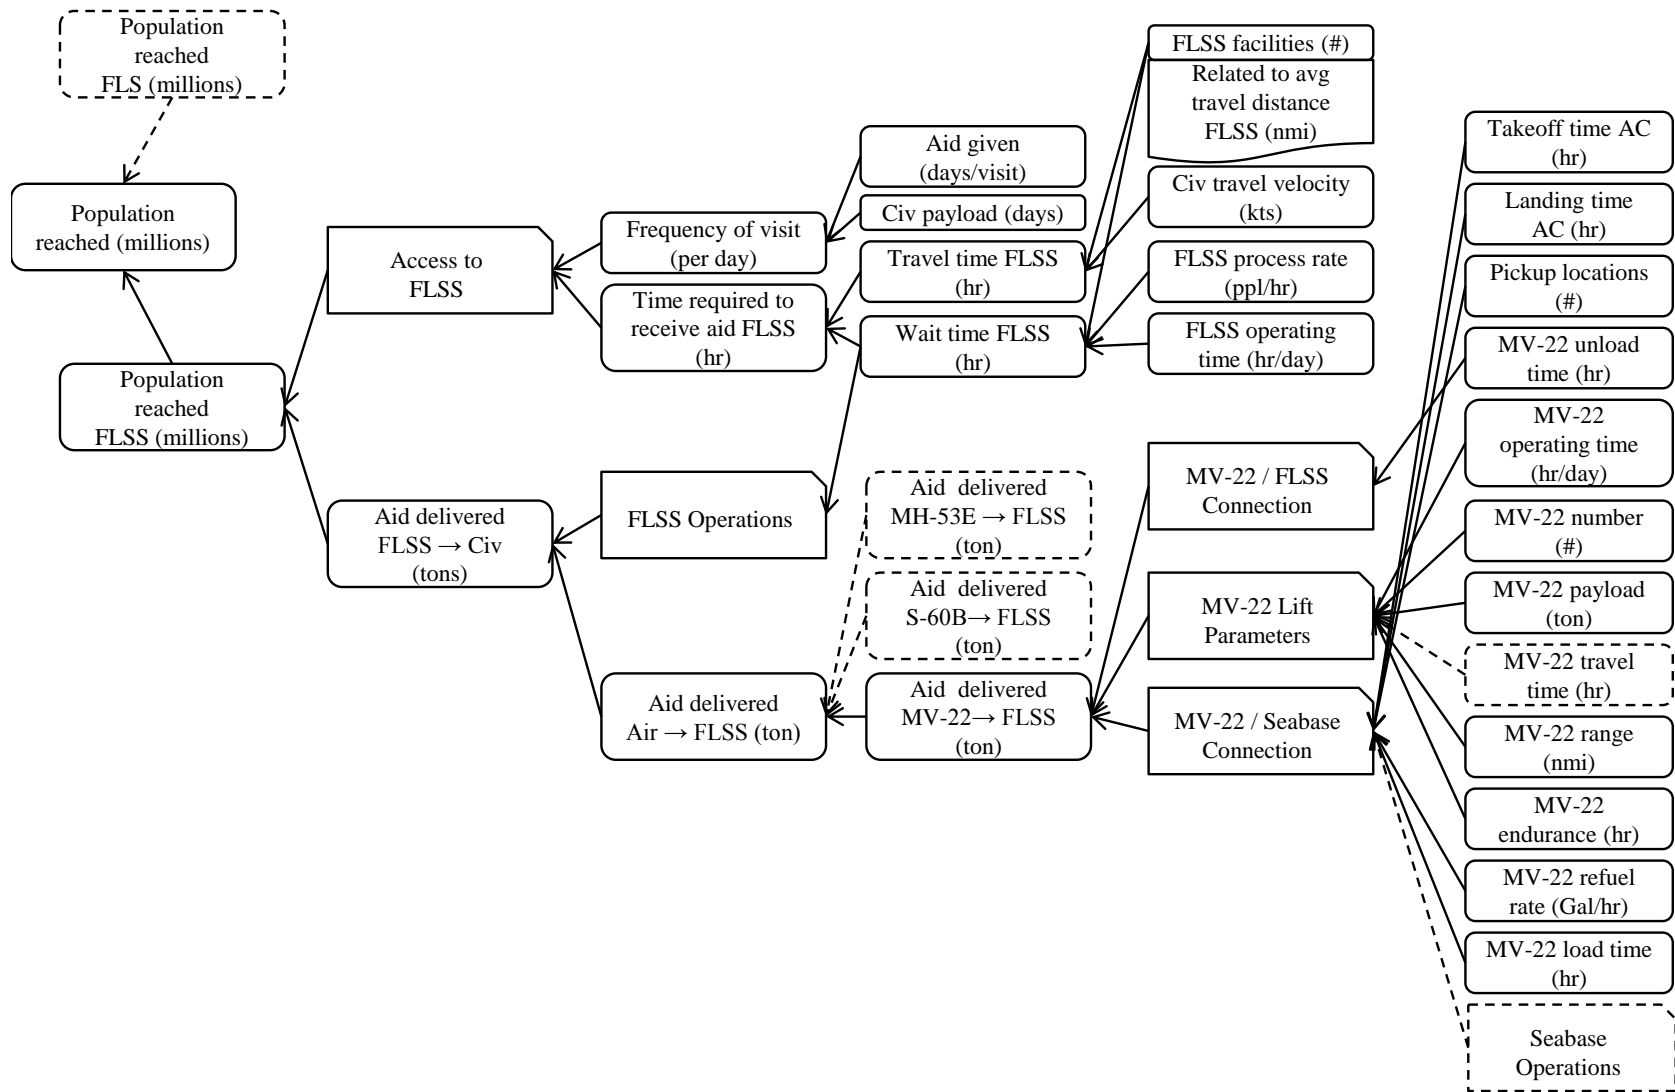 Population
reached
FLS (millions)
Population
reached (millions)
Population
reached
FLSS (millions)
Access to
FLSS
Aid delivered
FLSS → Civ
(tons)
Frequency of visit
(per day)
Time required to
receive aid FLSS
(hr)
FLSS Operations
Aid delivered
Air → FLSS (ton)
Aid given
(days/visit)
Civ payload (days)
Travel time FLSS
(hr)
Wait time FLSS
(hr)
Aid delivered
MH-53E → FLSS
(ton)
Aid delivered
S-60B→ FLSS
(ton)
Aid delivered
MV-22→ FLSS
(ton)
FLSS facilities (#)
Related to avg
travel distance
FLSS (nmi)
Civ travel velocity
(kts)
FLSS process rate
(ppl/hr)
FLSS operating
time (hr/day)
MV-22 / FLSS
Connection
MV-22 Lift
Parameters
MV-22 / Seabase
Connection
Takeoff time AC
(hr)
Landing time
AC (hr)
Pickup locations
(#)
MV-22 unload
time (hr)
MV-22
operating time
(hr/day)
MV-22 number
(#)
MV-22 payload
(ton)
MV-22 travel
time (hr)
MV-22 range
(nmi)
MV-22
endurance (hr)
MV-22 refuel
rate (Gal/hr)
MV-22 load time
(hr)
Seabase
Operations